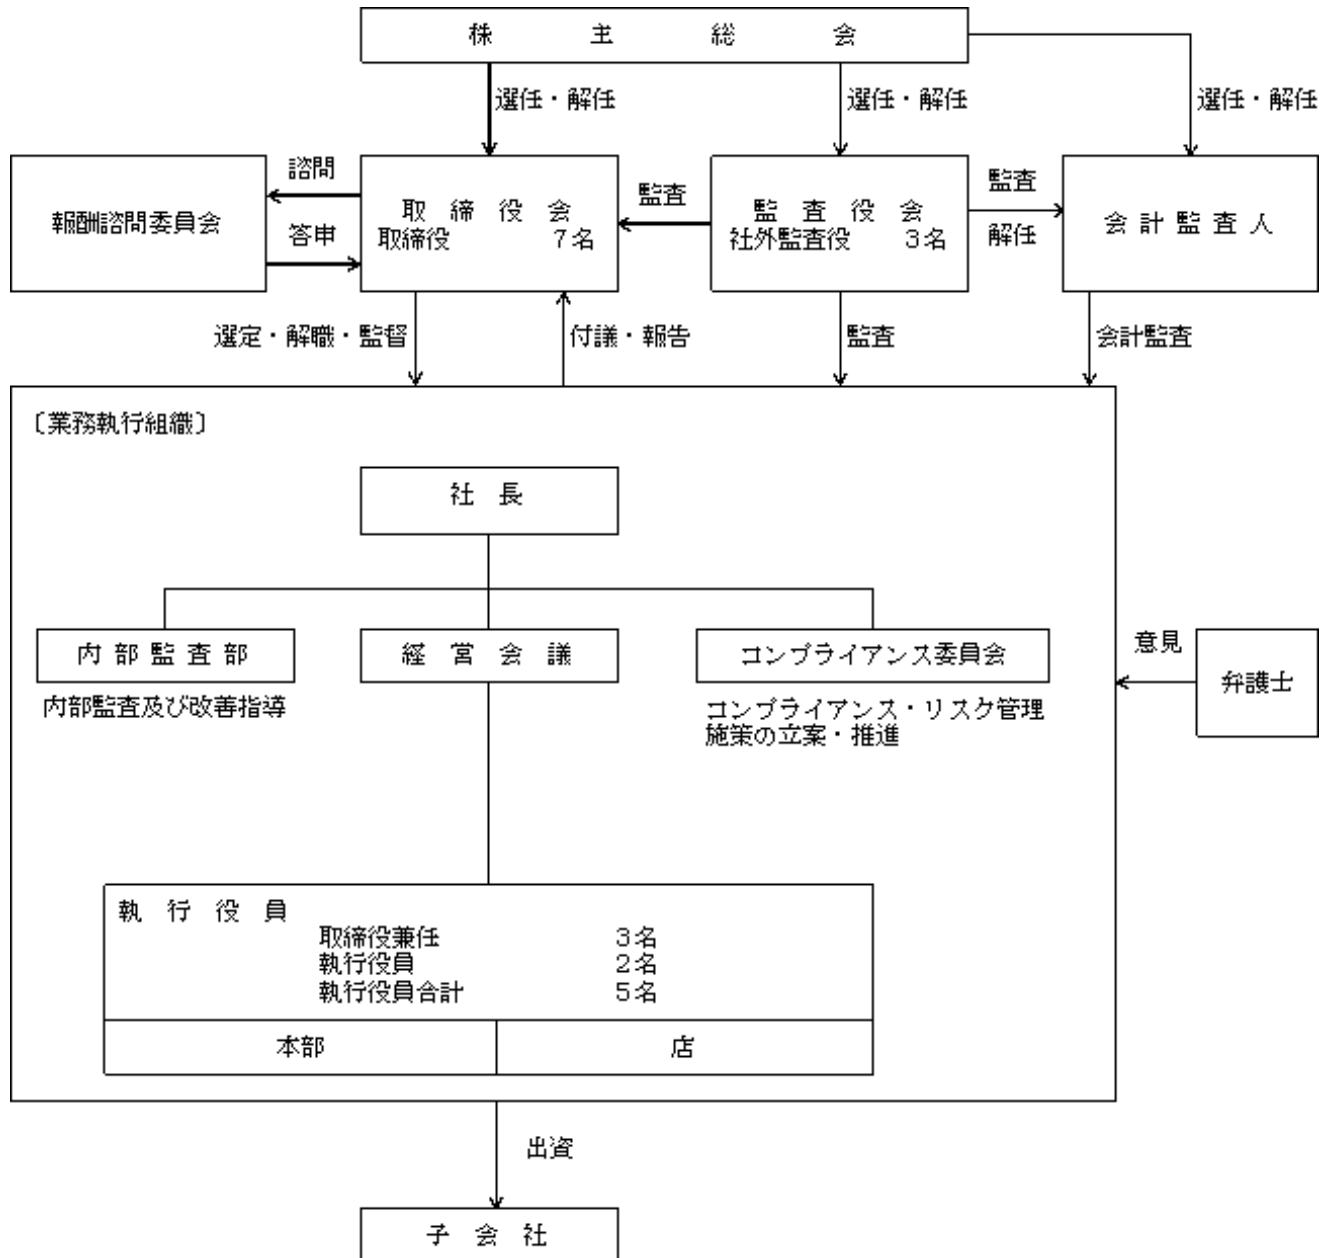 株主総会
選任・解任
選任・解任
選任・解任
諮問
報酬諮問委員会
答申
取締役会
取締役 7名
監査
監査役会
社外監査役 3名
監査
解任
会計監査人
選定・解職・監督
付議・報告
監査
会計監査
〔業務執行組織〕
社長
内部監査部
経営会議
コンプライアンス委員会
内部監査及び改善指導
コンプライアンス・リスク管理
施策の立案・推進
意見
弁護士
執行役員
取締役兼任 3名
執行役員 2名
執行役員合計 5名
本部
店
出資
子会社